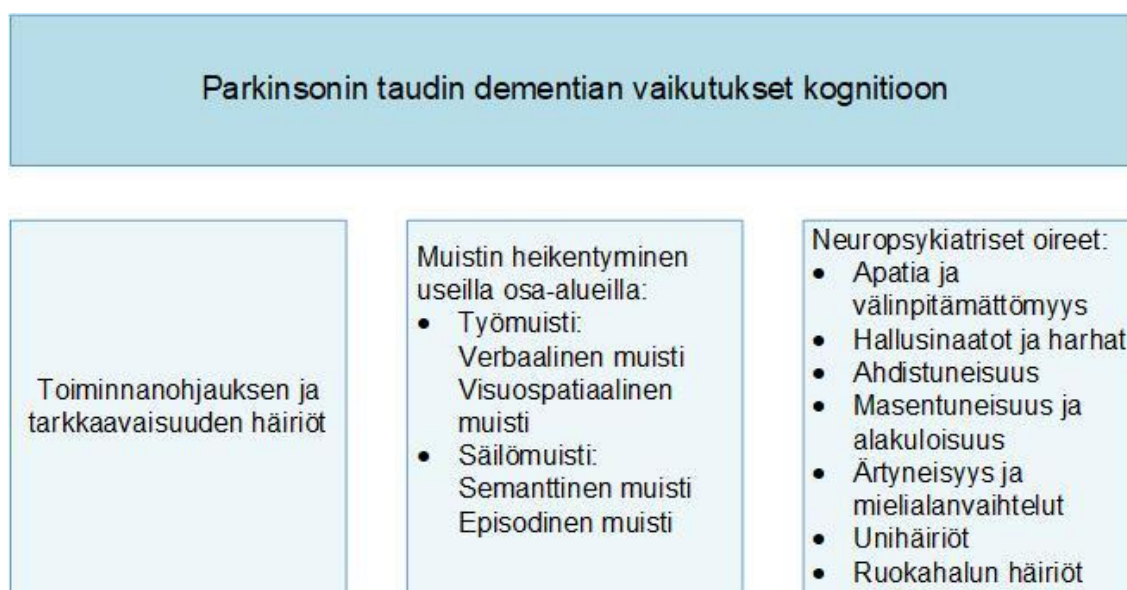 Parkinsonin taudin dementian vaikutukset kognitioon
Toiminnanohjauksen ja
tarkkaavaisuuden häiriöt
Muistin heikentyminen
useilla osa-alueilla:
• Työmuisti:
Verbaalinen muisti
Visuospatiaalinen
muisti
• Säilömuisti:
Semanttinen muisti
Episodinen muisti
Neuropsykiatriset oireet:
• Apatia ja
välinpitämättömyys
• Hallusinaatot ja harhat
• Ahdistuneisuus
• Masentuneisuus ja
alakuloisuus
• Ärtyneisyys ja
mielialanvaihtelut
• Unihäiriöt
• Ruokahalun häiriöt